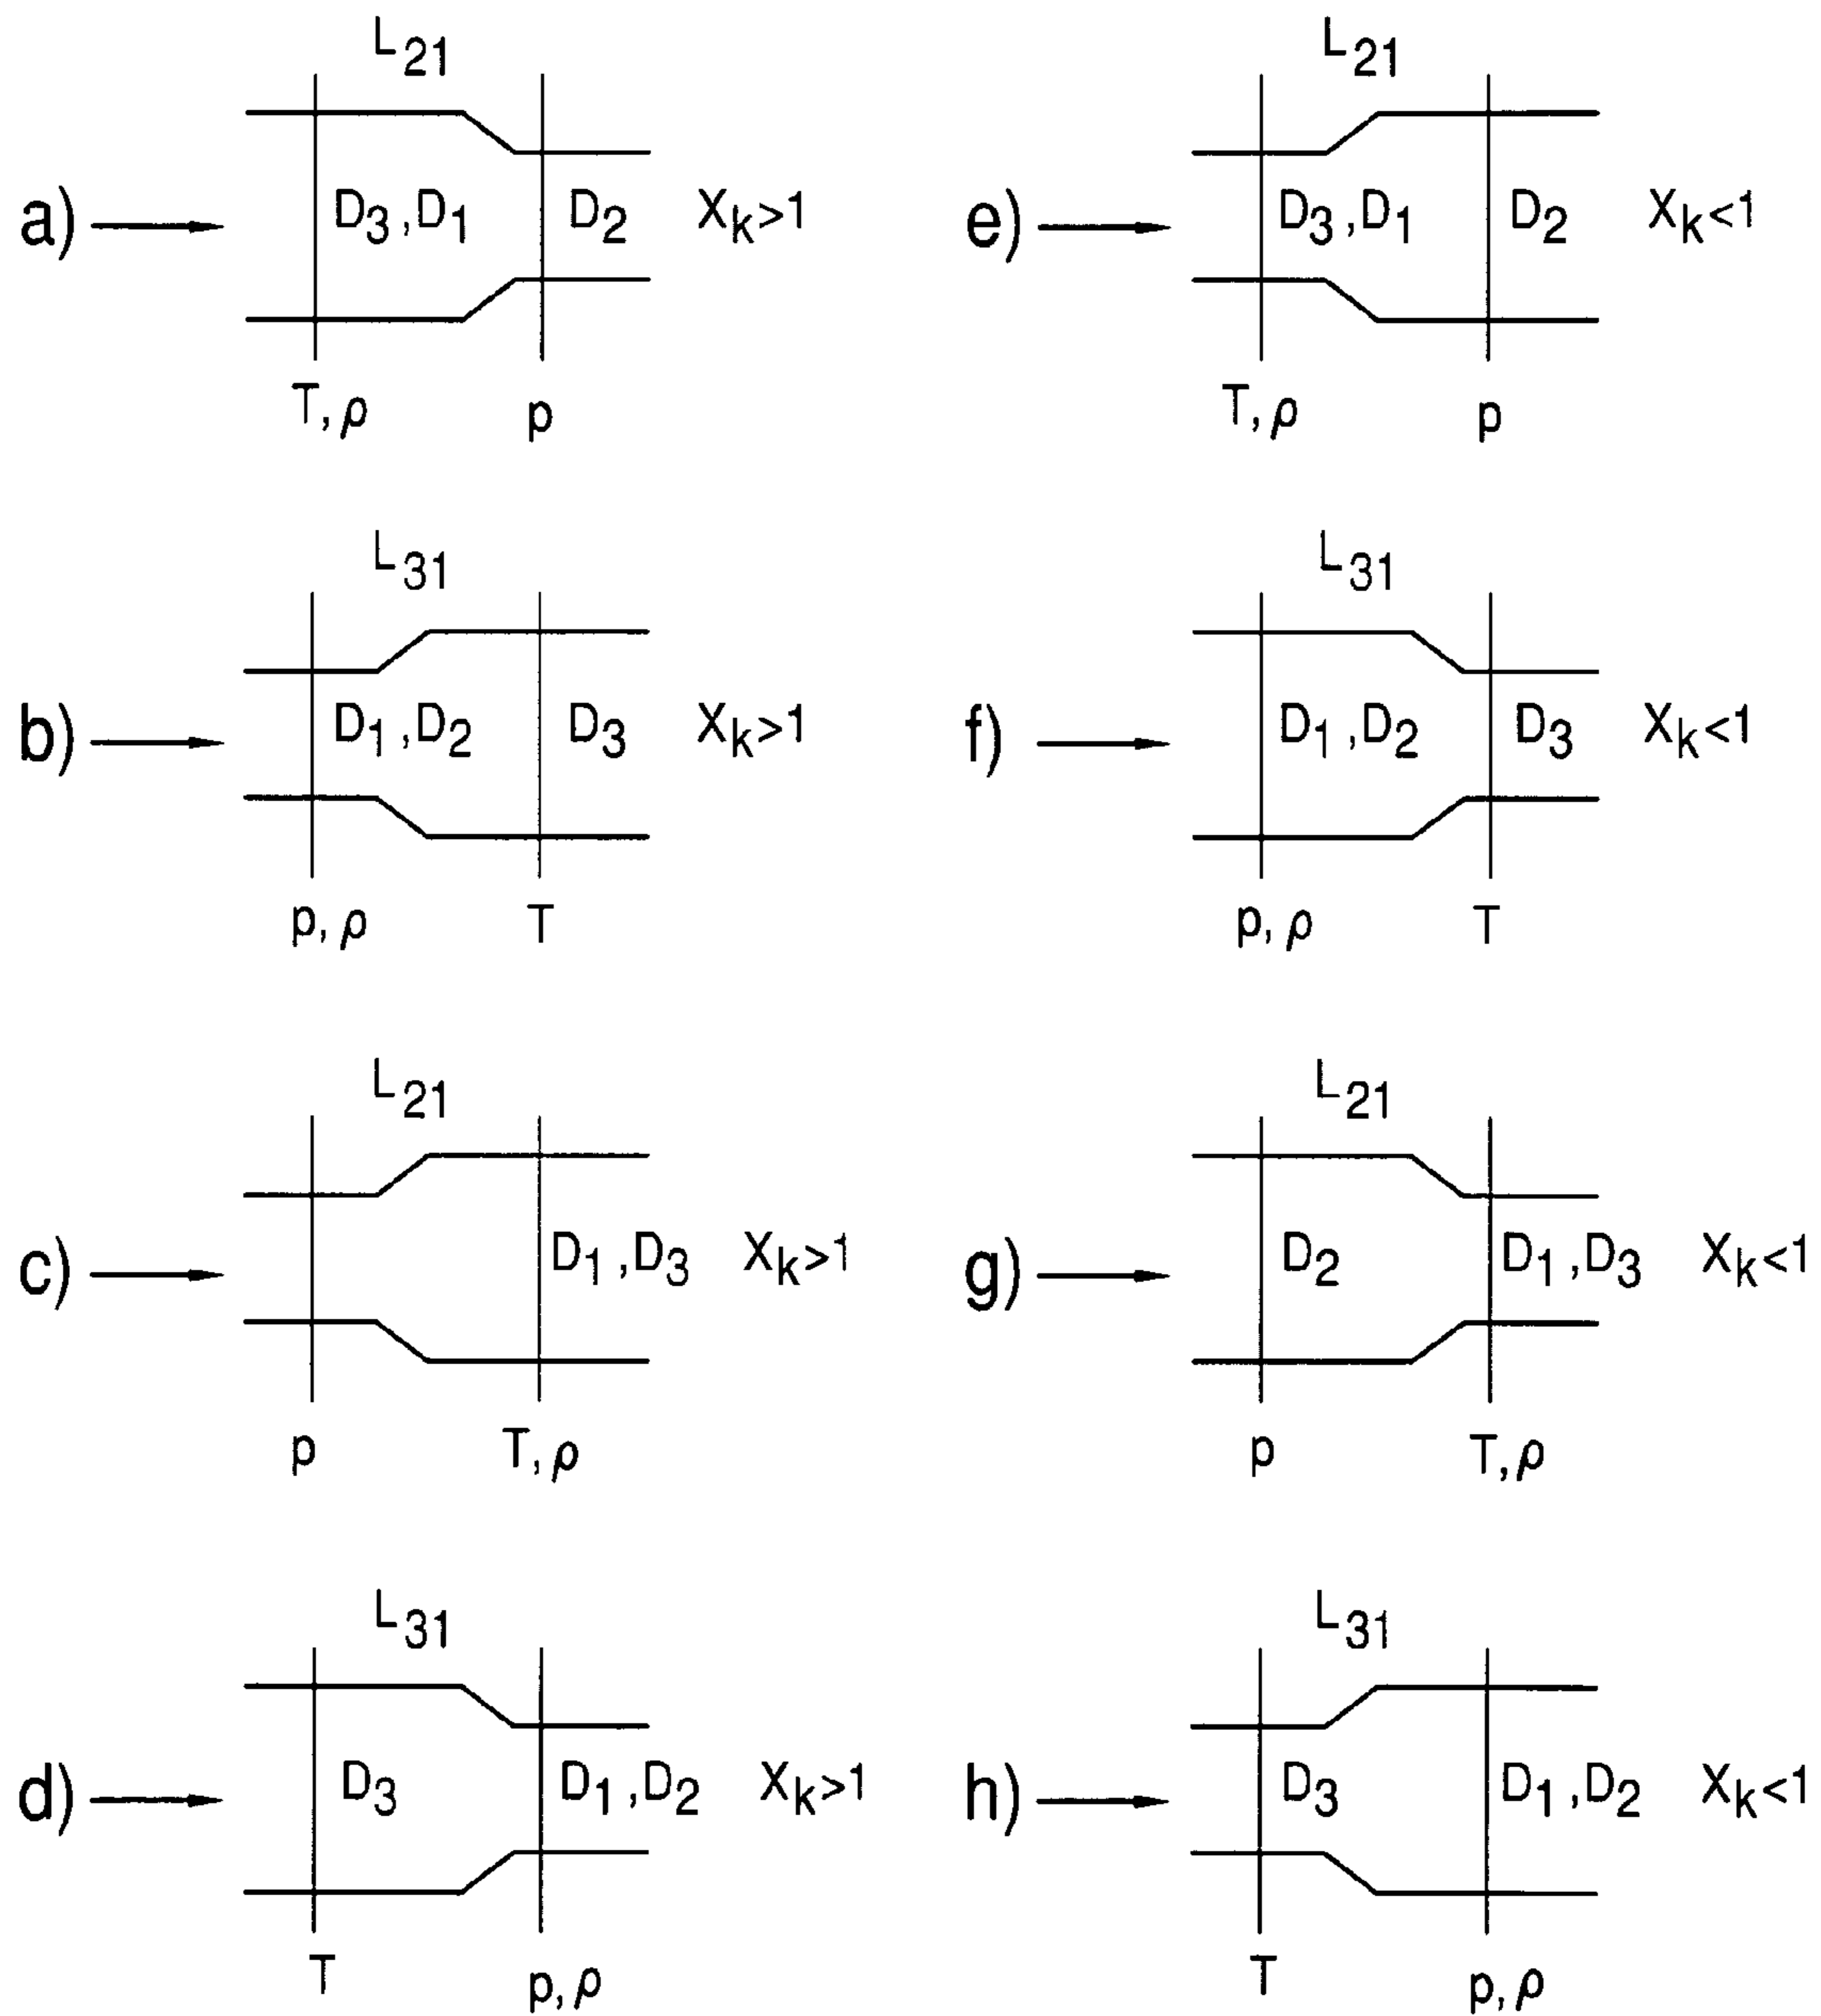 L21
a) D3,D1 D2 Xk>1
T, ρ p
L21
e) D3,D1 D2 Xk<1
T, ρ p
L31
b) D1,D2 D3 Xk>1
p, ρ T
L31
f) D1,D2 D3 Xk<1
p, ρ T
L21
c) D1,D3 Xk>1
p T, ρ
L21
g) D2 D1,D3 Xk<1
p T, ρ
L31
d) D3 D1,D2 Xk>1
T p, ρ
L31
h) D3 D1,D2 Xk<1
T p, ρ